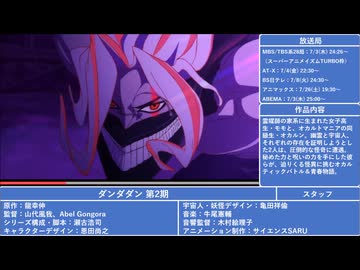 放送局
MBS/TBS系28局：7/3(木) 24:26～
（スーパーアニメイズムTURBO枠）
AT-X：7/4(金) 22:30～
BS日テレ：7/8(火) 24:30～
アニマックス：7/26(土) 19:30～
ABEMA：7/3(木) 25:00～
作品内容
霊媒師の家系に生まれた女子高
生・モモと、オカルトマニアの同
級生・オカルン。幽霊と宇宙人、
それぞれの存在を証明しようとし
た2人は、圧倒的な怪奇に遭遇。
秘めた力と呪いの力を手にした彼
らが、迫りくる怪異に挑むオカル
ティックバトル＆青春物語。
ダンダダン 第2期
スタッフ
原作：龍幸伸
監督：山代風我、Abel Gongora
シリーズ構成・脚本：瀬古浩司
キャラクターデザイン：恩田尚之
宇宙人・妖怪デザイン：亀田祥倫
音楽：牛尾憲輔
音響監督：木村絵理子
アニメーション制作：サイエンスSARU